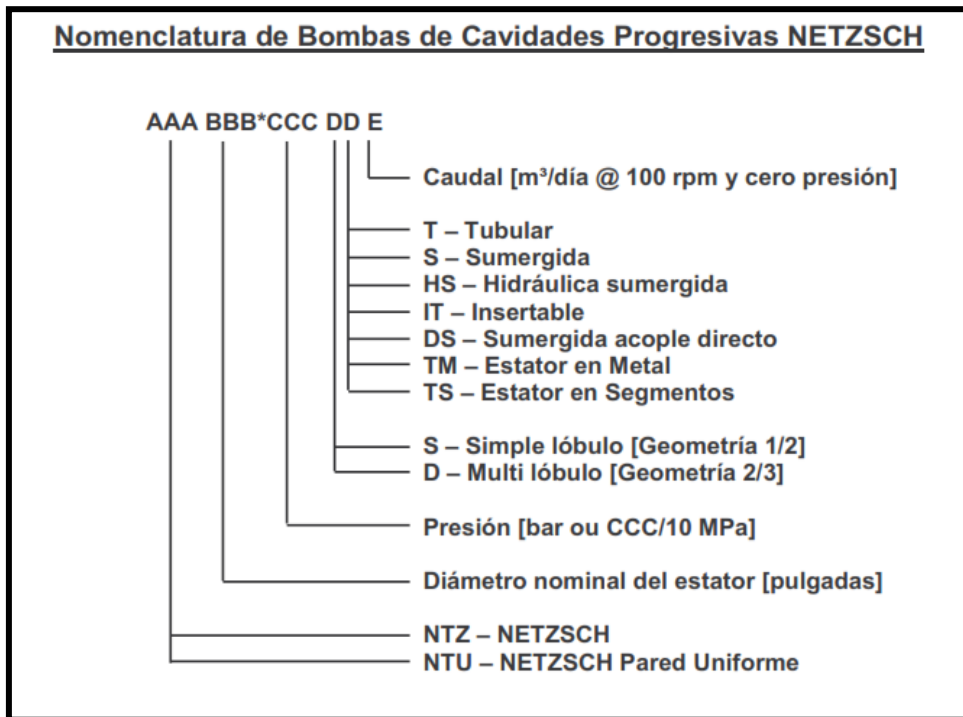 Nomenclatura de Bombas de Cavidades Progresivas NETZSCH
AAA BBB*CCC DD E
Caudal [m³/día @ 100 rpm y cero presión]
T – Tubular
S – Sumergida
HS – Hidráulica sumergida
IT – Insertable
DS – Sumergida acople directo
TM – Estator en Metal
TS – Estator en Segmentos
S – Simple lóbulo [Geometría 1/2]
D – Multi lóbulo [Geometría 2/3]
Presión [bar ou CCC/10 MPa]
Diámetro nominal del estator [pulgadas]
NTZ – NETZSCH
NTU – NETZSCH Pared Uniforme